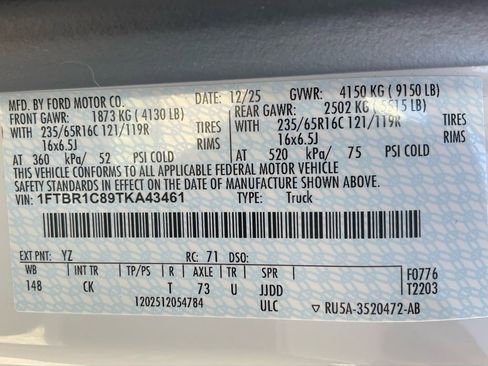 MFD. BY FORD MOTOR CO. DATE: 12/25 GVWR: 4150 KG ( 9150 LB)
FRONT GAWR: 1873 KG ( 4130 LB) REAR GAWR: 2502 KG ( 5515 LB)
WITH 235/65R16C 121/119R TIRES WITH 235/65R16C 121/119R TIRES
16x6.5J RIMS 16x6.5J RIMS
AT 360 kPa/ 52 PSI COLD AT 520 kPa/ 75 PSI COLD
THIS VEHICLE CONFORMS TO ALL APPLICABLE FEDERAL MOTOR VEHICLE
SAFETY STANDARDS IN EFFECT ON THE DATE OF MANUFACTURE SHOWN ABOVE.
VIN: 1FTBR1C89TKA43461 TYPE: Truck
EXT PNT: YZ RC: 71 DSO:
WB INT TR TP/PS R AXLE TR SPR F0776
148 CK T 73 U JJDD T2203
1202512054784 ULC ▽ RU5A-3520472-AB